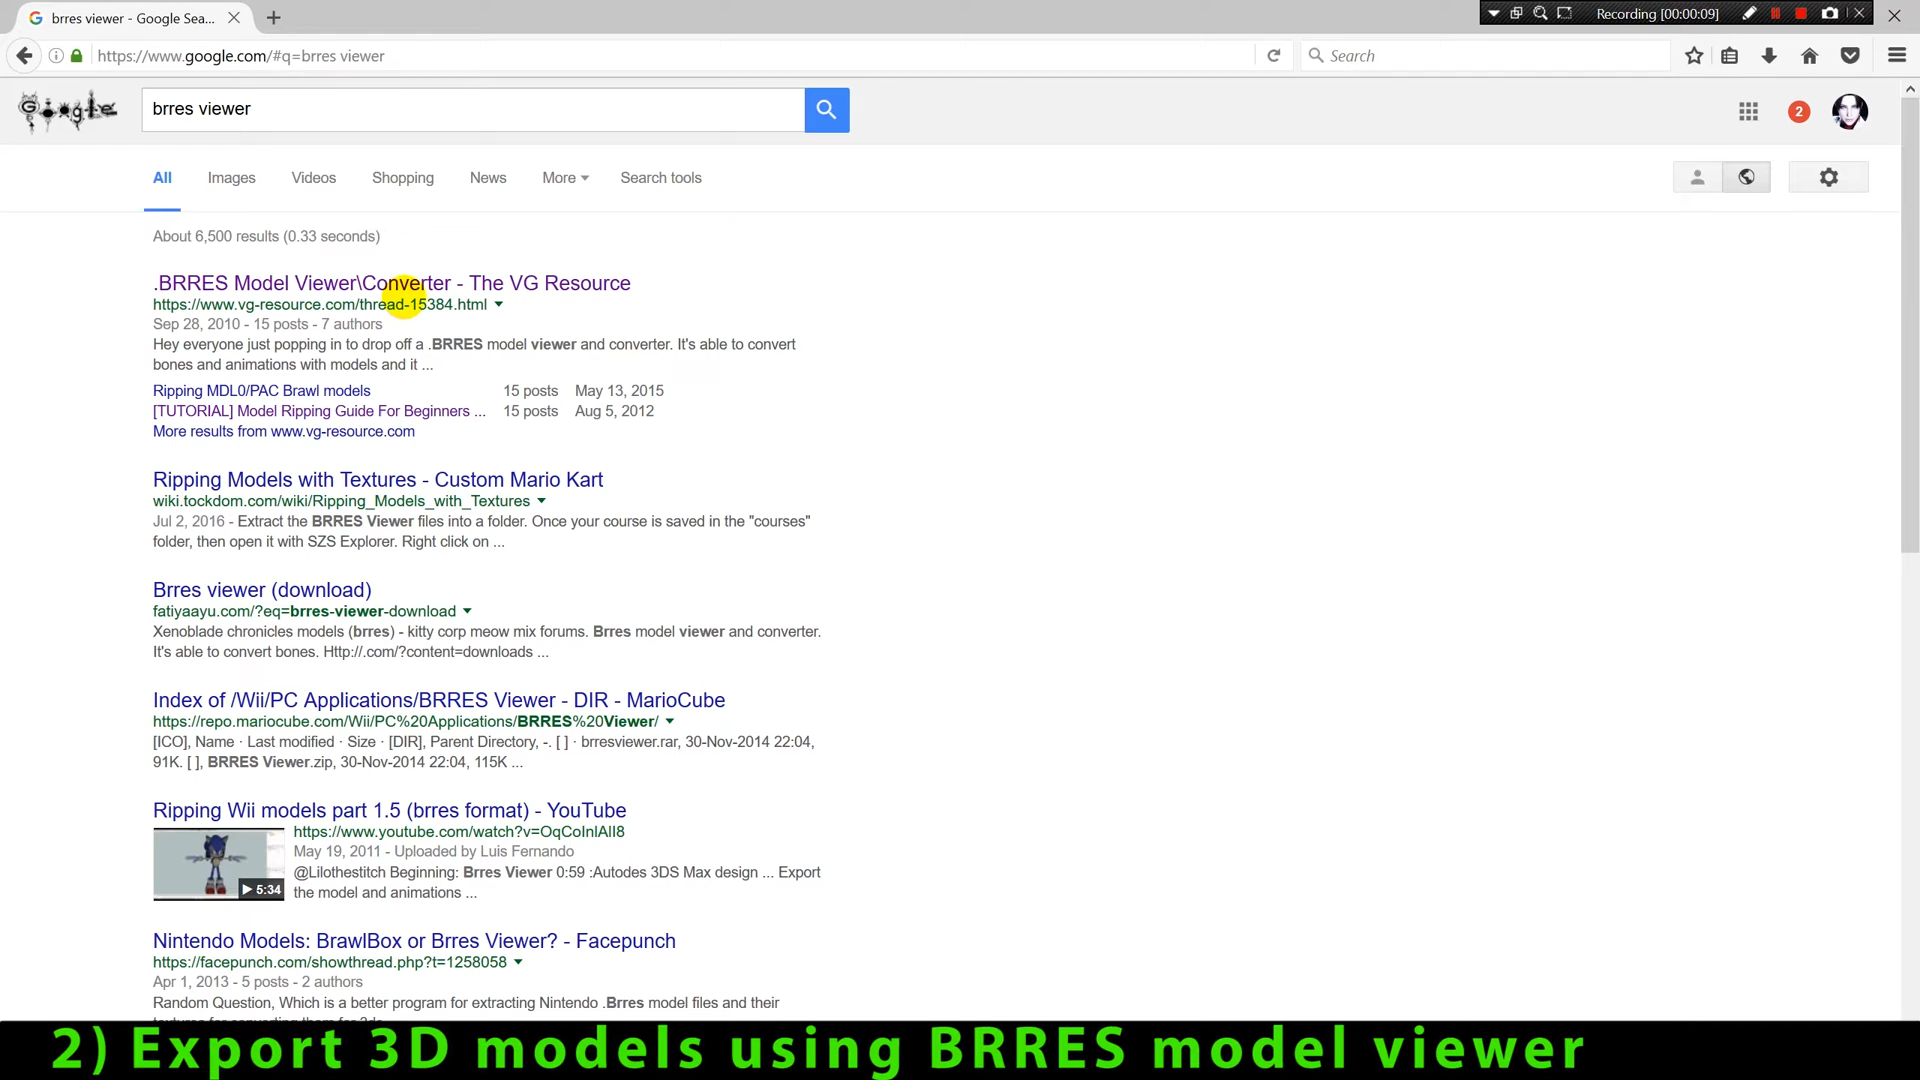 brres viewer - Google Sea...
Recording [00:00:09]
https://www.google.com/#q=brres viewer
Search
Google
brres viewer
2
All Images Videos Shopping News More Search tools
About 6,500 results (0.33 seconds)
.BRRES Model Viewer\Converter - The VG Resource
https://www.vg-resource.com/thread-15384.html
Sep 28, 2010 - 15 posts - 7 authors
Hey everyone just popping in to drop off a .BRRES model viewer and converter. It's able to convert
bones and animations with models and it ...
Ripping MDL0/PAC Brawl models 15 posts May 13, 2015
[TUTORIAL] Model Ripping Guide For Beginners ... 15 posts Aug 5, 2012
More results from www.vg-resource.com
Ripping Models with Textures - Custom Mario Kart
wiki.tockdom.com/wiki/Ripping_Models_with_Textures
Jul 2, 2016 - Extract the BRRES Viewer files into a folder. Once your course is saved in the "courses"
folder, then open it with SZS Explorer. Right click on ...
Brres viewer (download)
fatiyaayu.com/?eq=brres-viewer-download
Xenoblade chronicles models (brres) - kitty corp meow mix forums. Brres model viewer and converter.
It's able to convert bones. Http://.com/?content=downloads ...
Index of /Wii/PC Applications/BRRES Viewer - DIR - MarioCube
https://repo.mariocube.com/Wii/PC%20Applications/BRRES%20Viewer/
[ICO], Name · Last modified · Size · [DIR], Parent Directory, -. [ ] · brresviewer.rar, 30-Nov-2014 22:04,
91K. [ ], BRRES Viewer.zip, 30-Nov-2014 22:04, 115K ...
Ripping Wii models part 1.5 (brres format) - YouTube
https://www.youtube.com/watch?v=OqCoInlAlI8
May 19, 2011 - Uploaded by Luis Fernando
@Lilothestitch Beginning: Brres Viewer 0:59 :Autodes 3DS Max design ... Export
the model and animations ...
5:34
Nintendo Models: BrawlBox or Brres Viewer? - Facepunch
https://facepunch.com/showthread.php?t=1258058
Apr 1, 2013 - 5 posts - 2 authors
Random Question, Which is a better program for extracting Nintendo .Brres model files and their
2) Export 3D models using BRRES model viewer